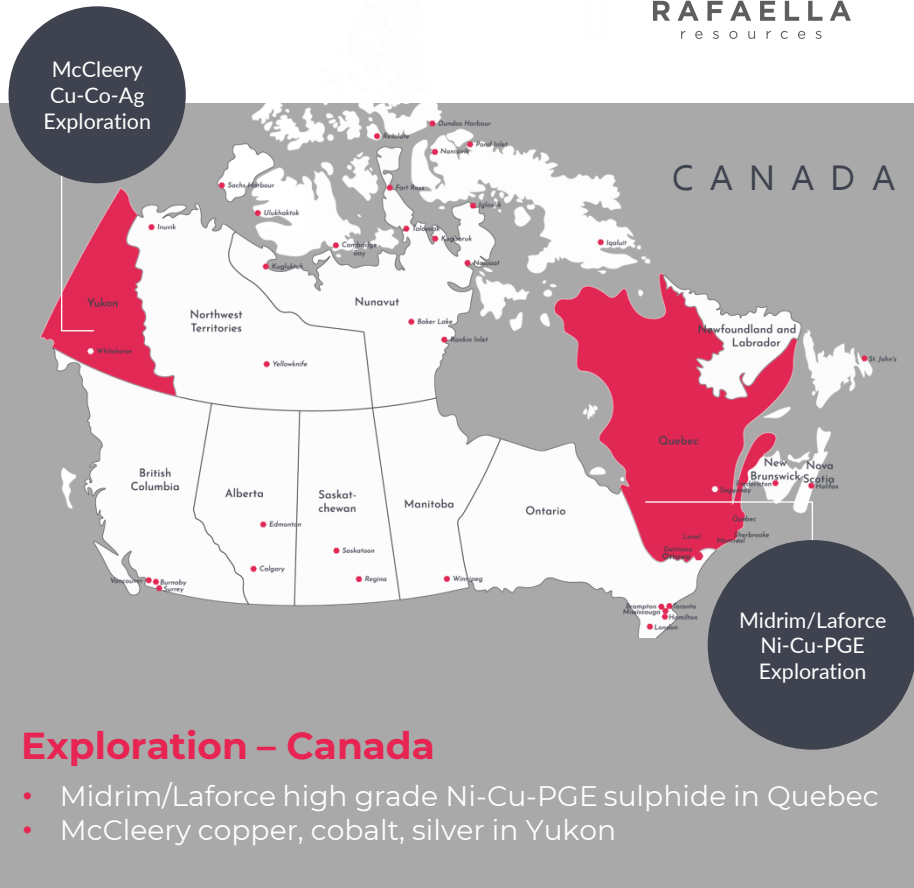 RAFAELLA
resources
McCleery
Cu-Co-Ag
Exploration
CANADA
Dundas Harbour
Resolute
Pond Inlet
Nanisivik
Sachs Harbour
Fort Ross
Igloolik
Ulukhaktok
Inuvik
Taloyoak
Kugaaruk
Iqaluit
Cambridge
Bay
Kugluktuk
Naujaat
Yukon
Nunavut
Northwest
Territories
Baker Lake
Rankin Inlet
Newfoundland and
Labrador
Whitehorse
Yellowknife
St. John's
Quebec
British
Columbia
Alberta
Saskat-
chewan
Manitoba
Ontario
New
Brunswick
Nova
Scotia
Fredericton
Halifax
Saguenay
Quebec
Edmonton
Sherbrooke
Laval
Montreal
Saskatoon
Gatineau
Ottawa
Calgary
Regina
Winnipeg
Vancouver
Burnaby
Surrey
Brampton
Toronto
Mississauga
Hamilton
London
Midrim/Laforce
Ni-Cu-PGE
Exploration
Exploration – Canada
• Midrim/Laforce high grade Ni-Cu-PGE sulphide in Quebec
• McCleery copper, cobalt, silver in Yukon